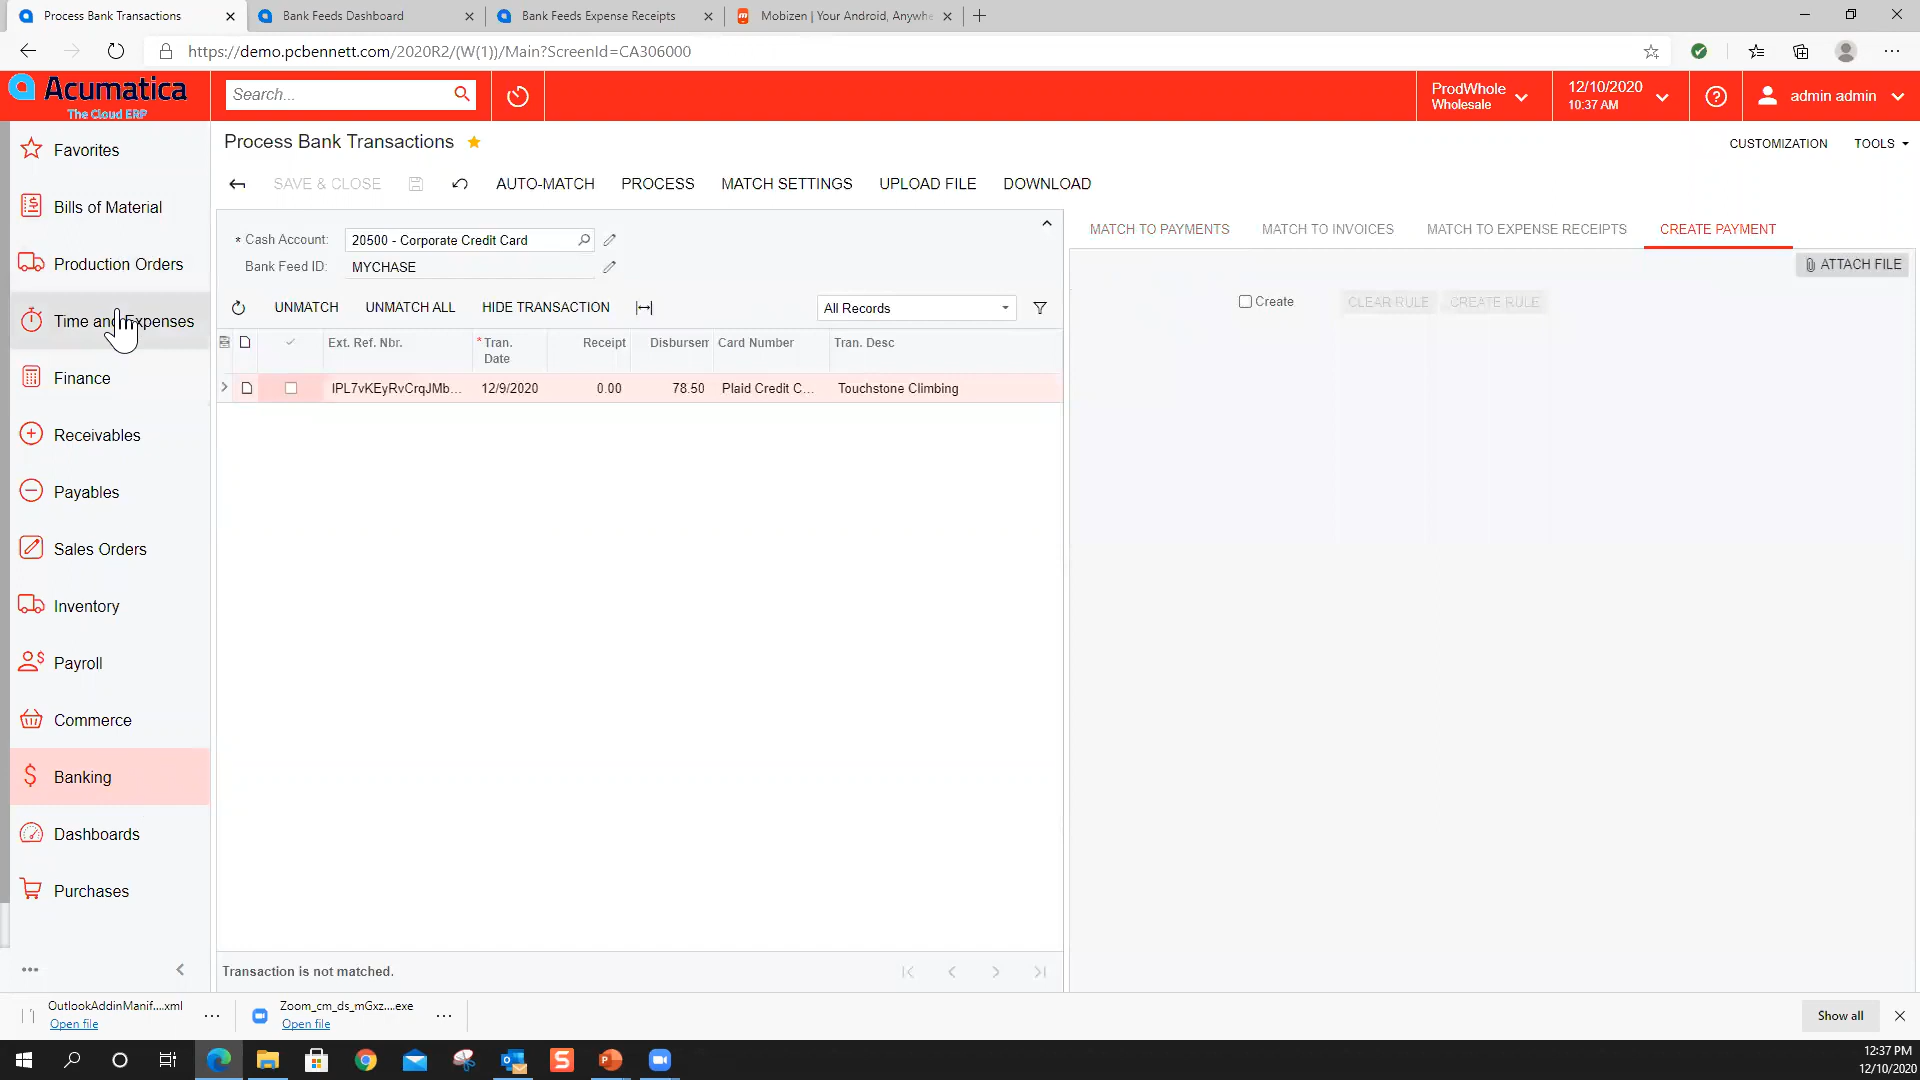 Process Bank Transactions
Bank Feeds Dashboard
Bank Feeds Expense Receipts
Mobizen | Your Android, Anywhe
https://demo.pcbennett.com/2020R2/(W(1))/Main?ScreenId=CA306000
Acumatica
The Cloud ERP
Search...
ProdWhole
Wholesale
12/10/2020
10:37 AM
admin admin
Favorites
Bills of Material
Production Orders
Time and Expenses
Finance
Receivables
Payables
Sales Orders
Inventory
Payroll
Commerce
Banking
Dashboards
Purchases
Process Bank Transactions
CUSTOMIZATION
TOOLS
SAVE & CLOSE
AUTO-MATCH
PROCESS
MATCH SETTINGS
UPLOAD FILE
DOWNLOAD
* Cash Account: 20500 - Corporate Credit Card
Bank Feed ID: MYCHASE
UNMATCH
UNMATCH ALL
HIDE TRANSACTION
All Records
Ext. Ref. Nbr.
* Tran. Date
Receipt
Disbursem
Card Number
Tran. Desc
IPL7vKEyRvCrqJMb... 12/9/2020 0.00 78.50 Plaid Credit C... Touchstone Climbing
Transaction is not matched.
MATCH TO PAYMENTS
MATCH TO INVOICES
MATCH TO EXPENSE RECEIPTS
CREATE PAYMENT
ATTACH FILE
Create
CLEAR RULE
CREATE RULE
OutlookAddinManif....xml
Open file
Zoom_cm_ds_mGxz....exe
Open file
Show all
12:37 PM
12/10/2020